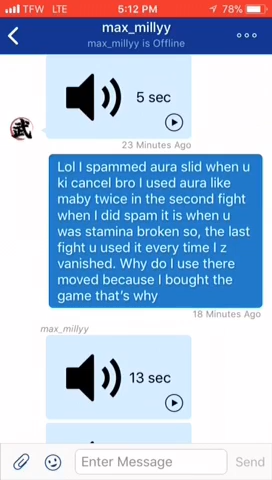 TFW LTE 5:12 PM 78%
max_millyy
max_millyy is Offline
5 sec
武
23 Minutes Ago
Lol I spammed aura slid when u
ki cancel bro I used aura like
maby twice in the second fight
when I did spam it is when u
was stamina broken so, the last
fight u used it every time I z
vanished. Why do I use there
moved because I bought the
game that's why
18 Minutes Ago
max_millyy
13 sec
Enter Message
Send